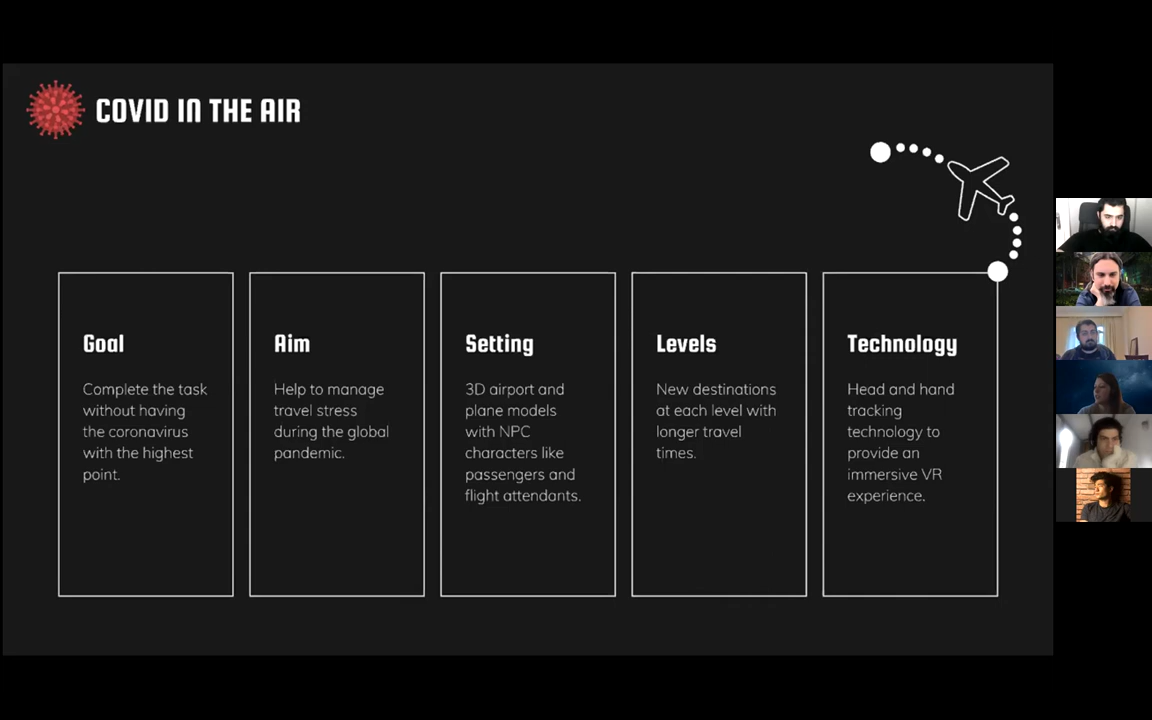 COVID IN THE AIR
Goal
Complete the task
without having
the coronavirus
with the highest
point.
Aim
Help to manage
travel stress
during the global
pandemic.
Setting
3D airport and
plane models
with NPC
characters like
passengers and
flight attendants.
Levels
New destinations
at each level with
longer travel
times.
Technology
Head and hand
tracking
technology to
provide an
immersive VR
experience.